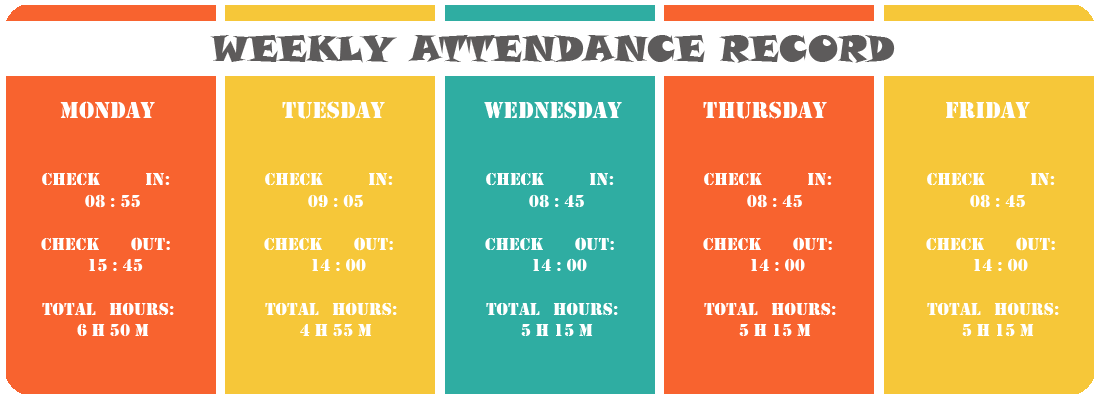 WEEKLY ATTENDANCE RECORD
MONDAY
CHECK IN:
08 : 55
CHECK OUT:
15 : 45
TOTAL HOURS:
6 H 50 M
TUESDAY
CHECK IN:
09 : 05
CHECK OUT:
14 : 00
TOTAL HOURS:
4 H 55 M
WEDNESDAY
CHECK IN:
08 : 45
CHECK OUT:
14 : 00
TOTAL HOURS:
5 H 15 M
THURSDAY
CHECK IN:
08 : 45
CHECK OUT:
14 : 00
TOTAL HOURS:
5 H 15 M
FRIDAY
CHECK IN:
08 : 45
CHECK OUT:
14 : 00
TOTAL HOURS:
5 H 15 M